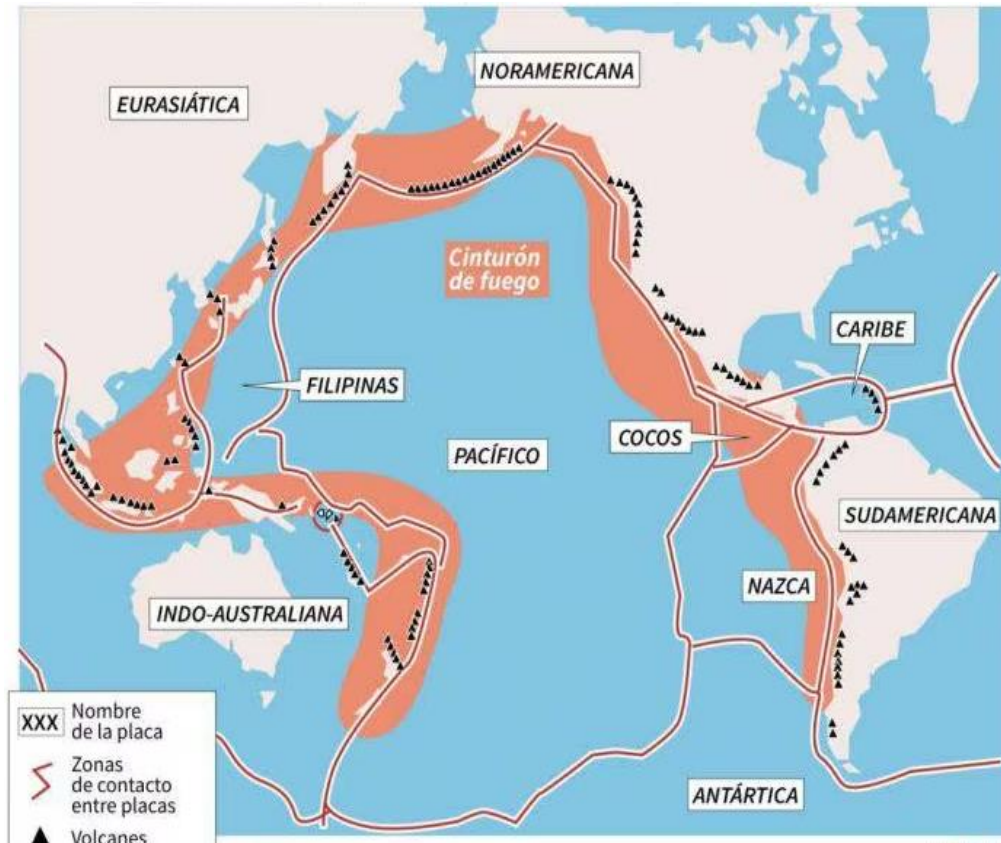 NORAMERICANA
EURASIÁTICA
Cinturón
de fuego
CARIBE
FILIPINAS
COCOS
PACÍFICO
SUDAMERICANA
NAZCA
INDO-AUSTRALIANA
XXX Nombre
de la placa
Zonas
de contacto
entre placas
ANTÁRTICA
Volcanes